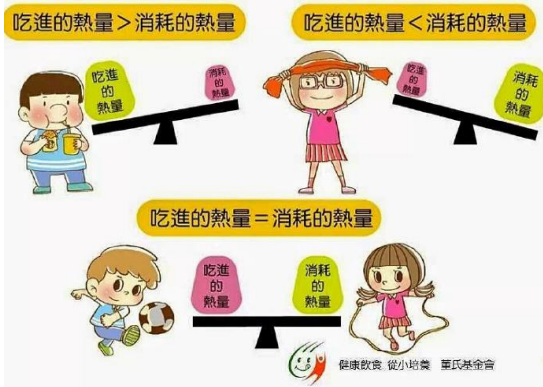 吃進的熱量＞消耗的熱量
吃進的熱量＜消耗的熱量
吃進
的
熱量
消耗
的
熱量
吃進
的
熱量
消耗
的
熱量
吃進的熱量＝消耗的熱量
吃進
的
熱量
消耗
的
熱量
健康飲食 從小培養 董氏基金會